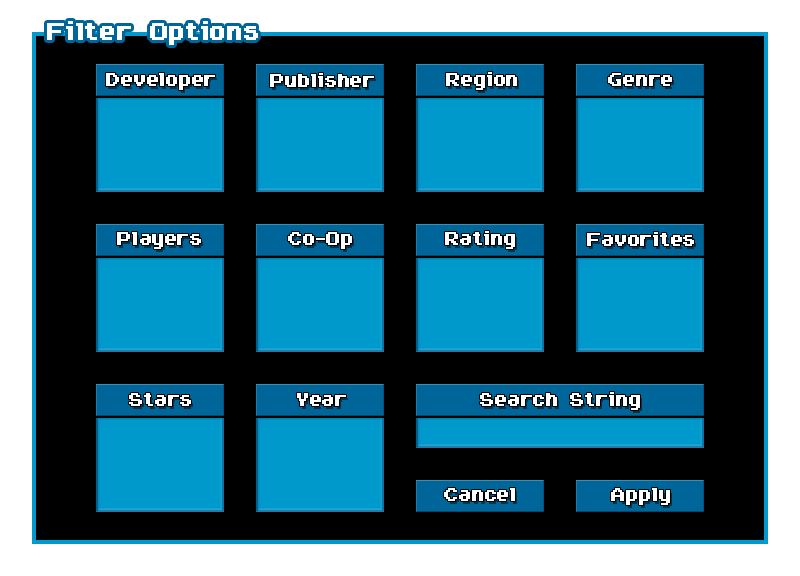 Filter Options
Developer
Publisher
Region
Genre
Players
Co-Op
Rating
Favorites
Stars
Year
Search String
Cancel
Apply